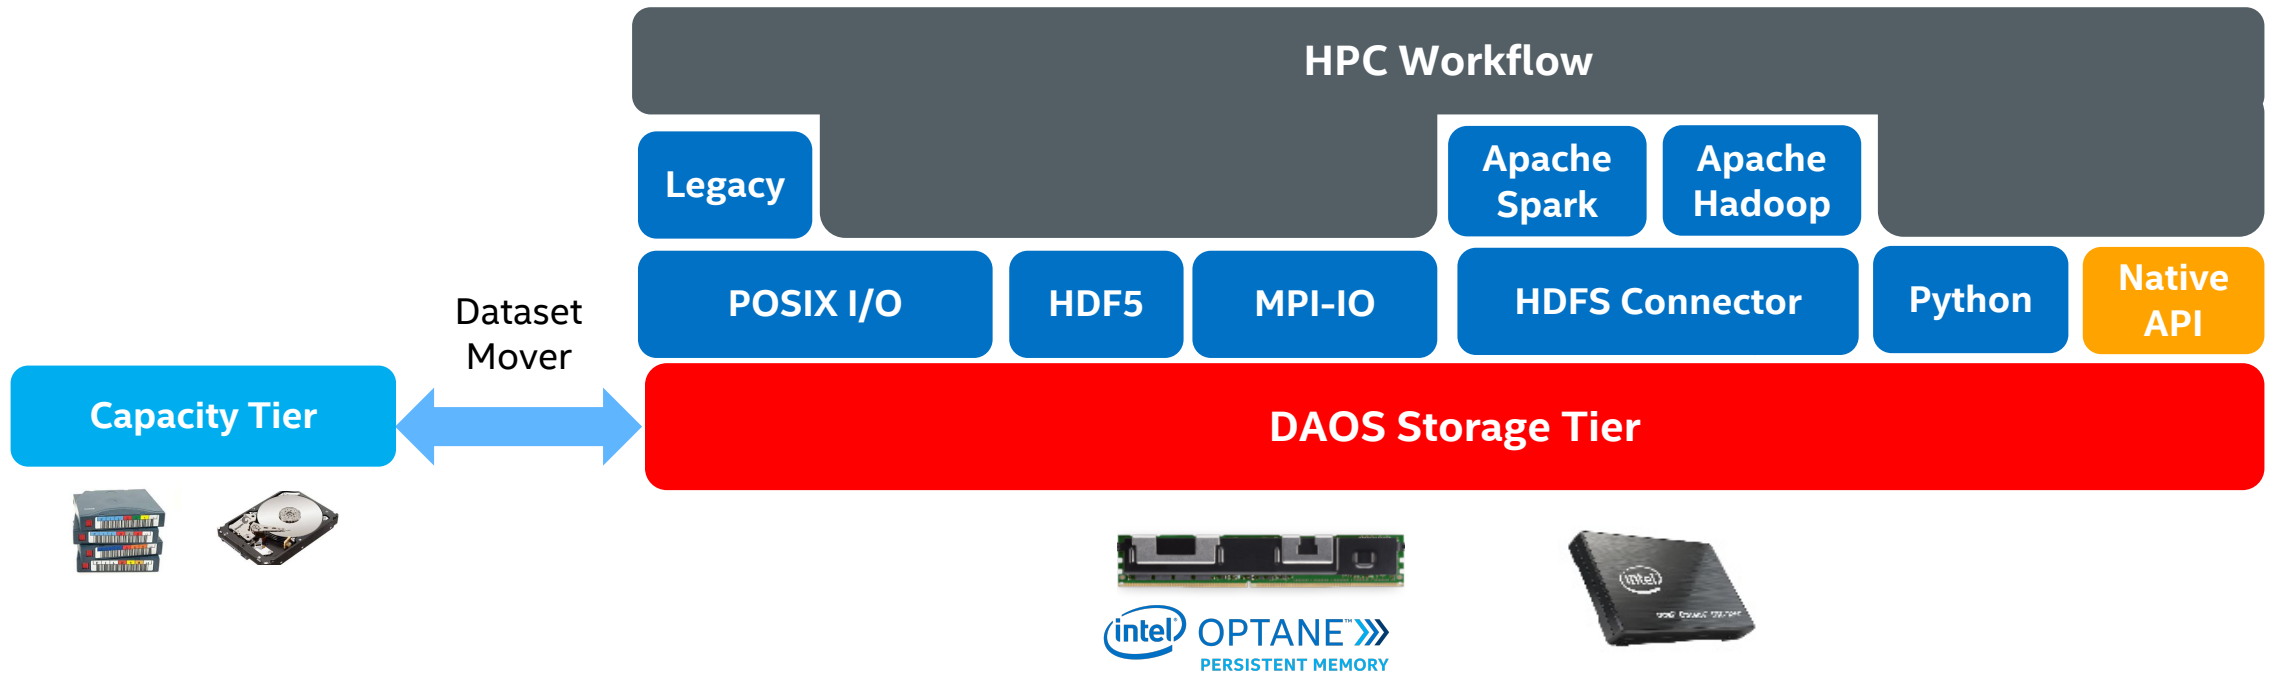 HPC Workflow
Legacy
Apache
Spark
Apache
Hadoop
POSIX I/O
HDF5
MPI-IO
HDFS Connector
Python
Native
API
Dataset
Mover
Capacity Tier
DAOS Storage Tier
intel OPTANE™
PERSISTENT MEMORY
intel